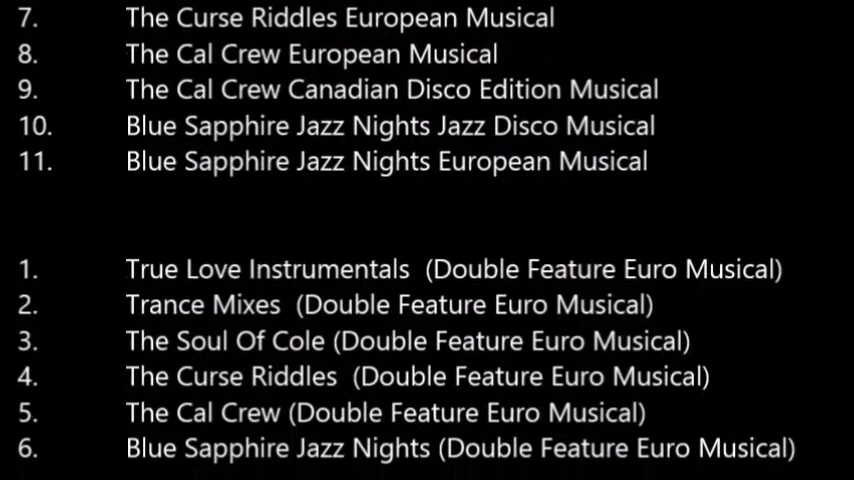 7. The Curse Riddles European Musical
8. The Cal Crew European Musical
9. The Cal Crew Canadian Disco Edition Musical
10. Blue Sapphire Jazz Nights Jazz Disco Musical
11. Blue Sapphire Jazz Nights European Musical
1. True Love Instrumentals (Double Feature Euro Musical)
2. Trance Mixes (Double Feature Euro Musical)
3. The Soul Of Cole (Double Feature Euro Musical)
4. The Curse Riddles (Double Feature Euro Musical)
5. The Cal Crew (Double Feature Euro Musical)
6. Blue Sapphire Jazz Nights (Double Feature Euro Musical)